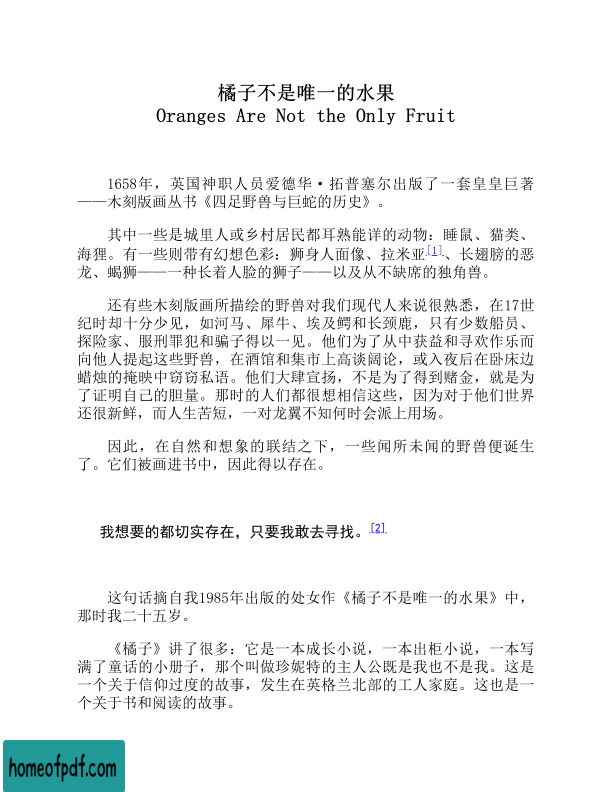 橘子不是唯一的水果
Oranges Are Not the Only Fruit
1658年，英国神职人员爱德华·拓普塞尔出版了一套皇皇巨著
——木刻版画丛书《四足野兽与巨蛇的历史》。
其中一些是城里人或乡村居民都耳熟能详的动物：睡鼠、猫类、
海狸。有一些则带有幻想色彩：狮身人面像、拉米亚[1]、长翅膀的恶
龙、蝎狮——一种长着人脸的狮子——以及从不缺席的独角兽。
还有些木刻版画所描绘的野兽对我们现代人来说很熟悉，在17世
纪时却十分少见，如河马、犀牛、埃及鳄和长颈鹿，只有少数船员、
探险家、服刑罪犯和骗子得以一见。他们为了从中获益和寻欢作乐而
向他人提起这些野兽，在酒馆和集市上高谈阔论，或入夜后在卧床边
蜡烛的掩映中窃窃私语。他们大肆宣扬，不是为了得到赌金，就是为
了证明自己的胆量。那时的人们都很想相信这些，因为对于他们世界
还很新鲜，而人生苦短，一对龙翼不知何时会派上用场。
因此，在自然和想象的联结之下，一些闻所未闻的野兽便诞生
了。它们被画进书中，因此得以存在。
我想要的都切实存在，只要我敢去寻找。[2]
这句话摘自我1985年出版的处女作《橘子不是唯一的水果》中，
那时我二十五岁。
《橘子》讲了很多：它是一本成长小说，一本出柜小说，一本写
满了童话的小册子，那个叫做珍妮特的主人公既是我也不是我。这是
一个关于信仰过度的故事，发生在英格兰北部的工人家庭。这也是一
个关于书和阅读的故事。
homeofpdf.com